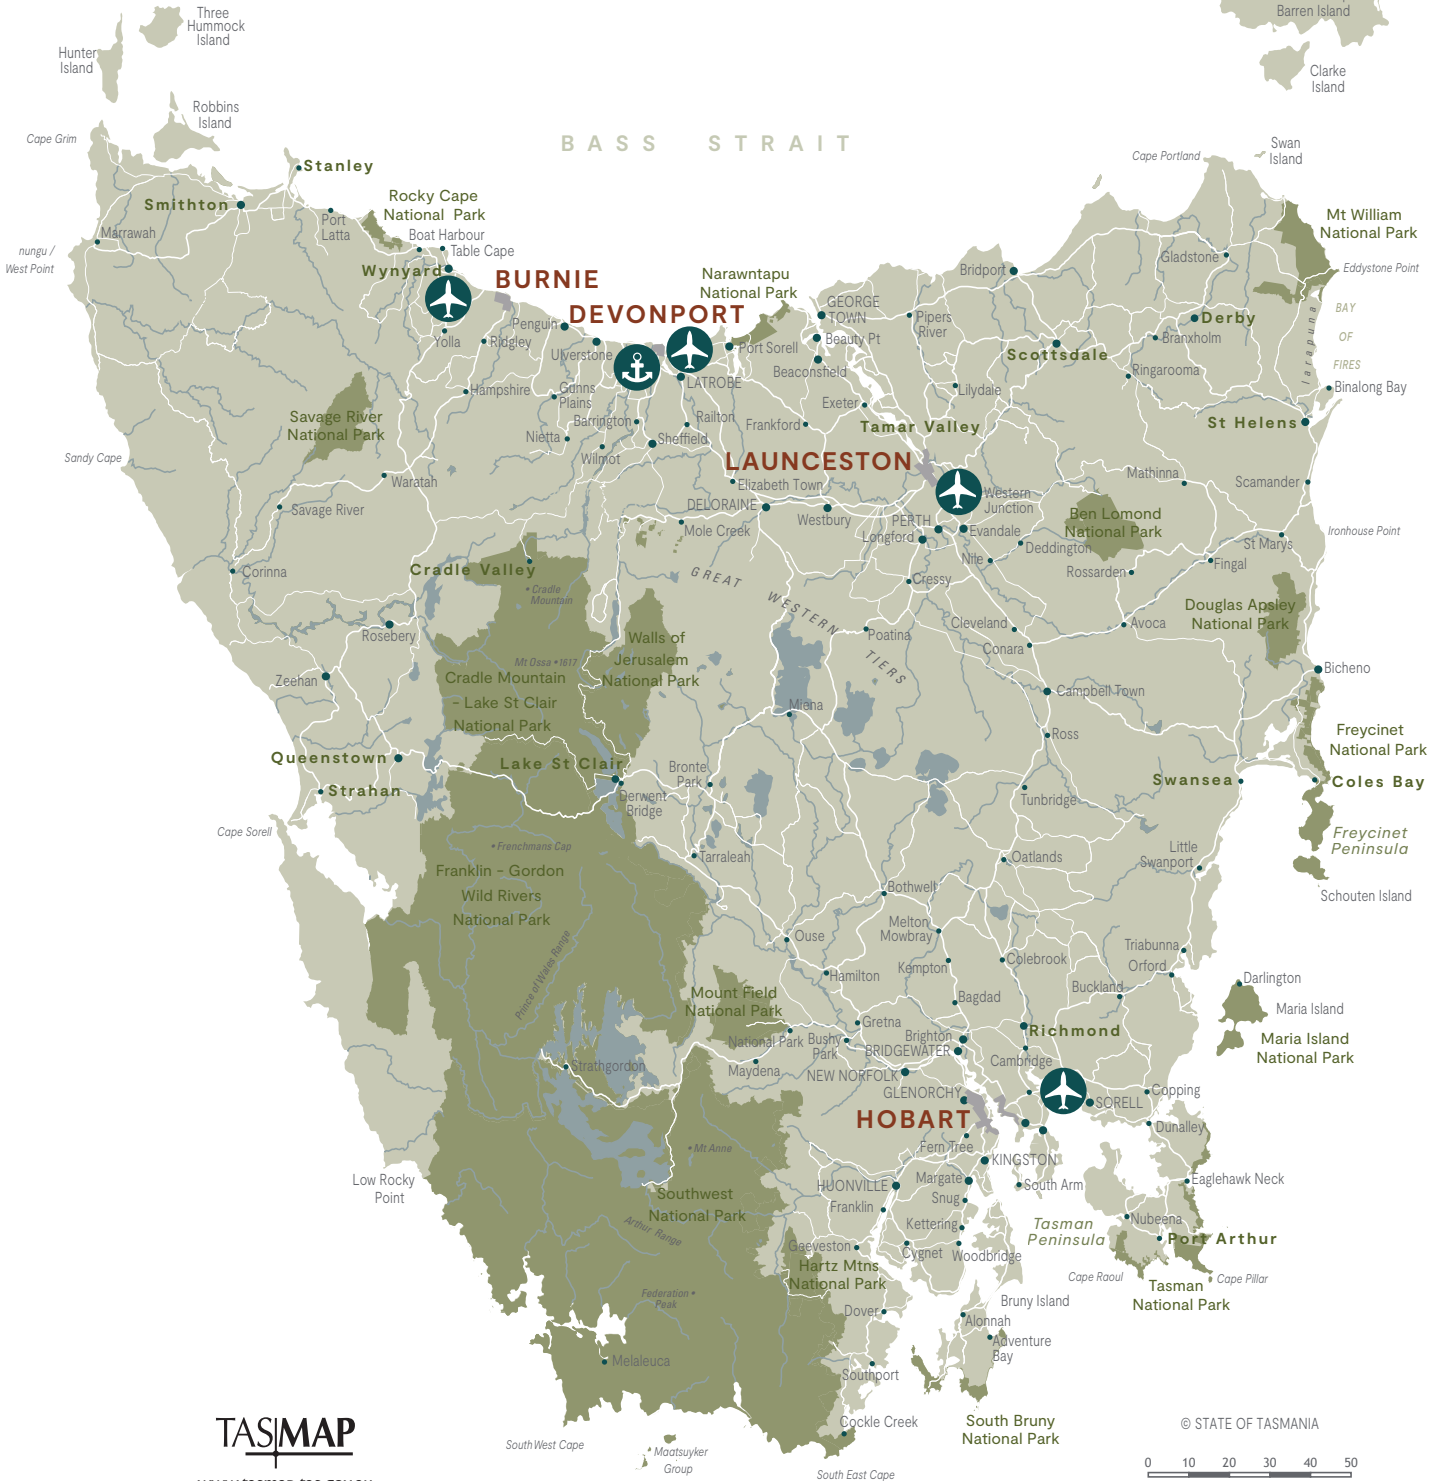 Three
Hummock
Island
Barren Island
Hunter
Island
Clarke
Island
Robbins
Island
Cape Grim
BASS STRAIT
Cape Portland
Swan
Island
Stanley
Rocky Cape
National Park
Smithton
Port
Latta
Mt William
National Park
Marrawah
Boat Harbour
Table Cape
nungu /
West Point
Gladstone
Eddystone Point
Wynyard
BURNIE
Narawntapu
National Park
Bridport
DEVONPORT
GEORGE
TOWN
Pipers
River
Derby
larapuna
BAY
OF
FIRES
Penguin
Yolla
Ridgley
Ulverstone
Port Sorell
Beauty Pt
Branxholm
Scottsdale
Beaconsfield
Ringarooma
LATROBE
Hampshire
Gunns
Plains
Lilydale
Binalong Bay
Exeter
Savage River
National Park
Barrington
Railton
Frankford
Tamar Valley
St Helens
Nietta
Sheffield
Wilmot
LAUNCESTON
Sandy Cape
Waratah
Elizabeth Town
Mathinna
Scamander
Western
Junction
Savage River
DELORAINE
Westbury
PERTH
Ben Lomond
National Park
Mole Creek
Longford
Evandale
Ironhouse Point
Deddington
St Marys
Nile
Fingal
Corinna
Cradle Valley
GREAT
WESTERN
TIERS
Cressy
Rossarden
Cradle
Mountain
Douglas Apsley
National Park
Rosebery
Walls of
Jerusalem
National Park
Poatina
Cleveland
Avoca
Conara
Mt Ossa 1617
Bicheno
Zeehan
Cradle Mountain
- Lake St Clair
National Park
Campbell Town
Miena
Ross
Freycinet
National Park
Queenstown
Lake St Clair
Bronte
Park
Swansea
Coles Bay
Strahan
Derwent
Bridge
Tunbridge
Cape Sorell
Freycinet
Peninsula
Frenchmans Cap
Tarraleah
Oatlands
Little
Swanport
Franklin - Gordon
Wild Rivers
National Park
Bothwell
Schouten Island
Melton
Mowbray
Ouse
Triabunna
Prince of Wales Range
Hamilton
Kempton
Colebrook
Orford
Darlington
Mount Field
National Park
Bagdad
Buckland
Maria Island
Gretna
Richmond
National Park
Bushy
Park
Brighton
BRIDGEWATER
Maria Island
National Park
Cambridge
Strathgordon
Maydena
NEW NORFOLK
GLENORCHY
Copping
SORELL
HOBART
Dunalley
Mt Anne
Fern Tree
KINGSTON
Low Rocky
Point
HUONVILLE
Margate
South Arm
Eaglehawk Neck
Southwest
National Park
Franklin
Snug
Arthur Range
Kettering
Tasman
Peninsula
Nubeena
Port Arthur
Geeveston
Cygnet
Woodbridge
Hartz Mtns
National Park
Cape Raoul
Cape Pillar
Federation
Peak
Tasman
National Park
Bruny Island
Dover
Alonnah
Adventure
Bay
Melaleuca
Southport
Cockle Creek
South Bruny
National Park
© STATE OF TASMANIA
TASMAP
South West Cape
Maatsuyker
Group
South East Cape
0 10 20 30 40 50